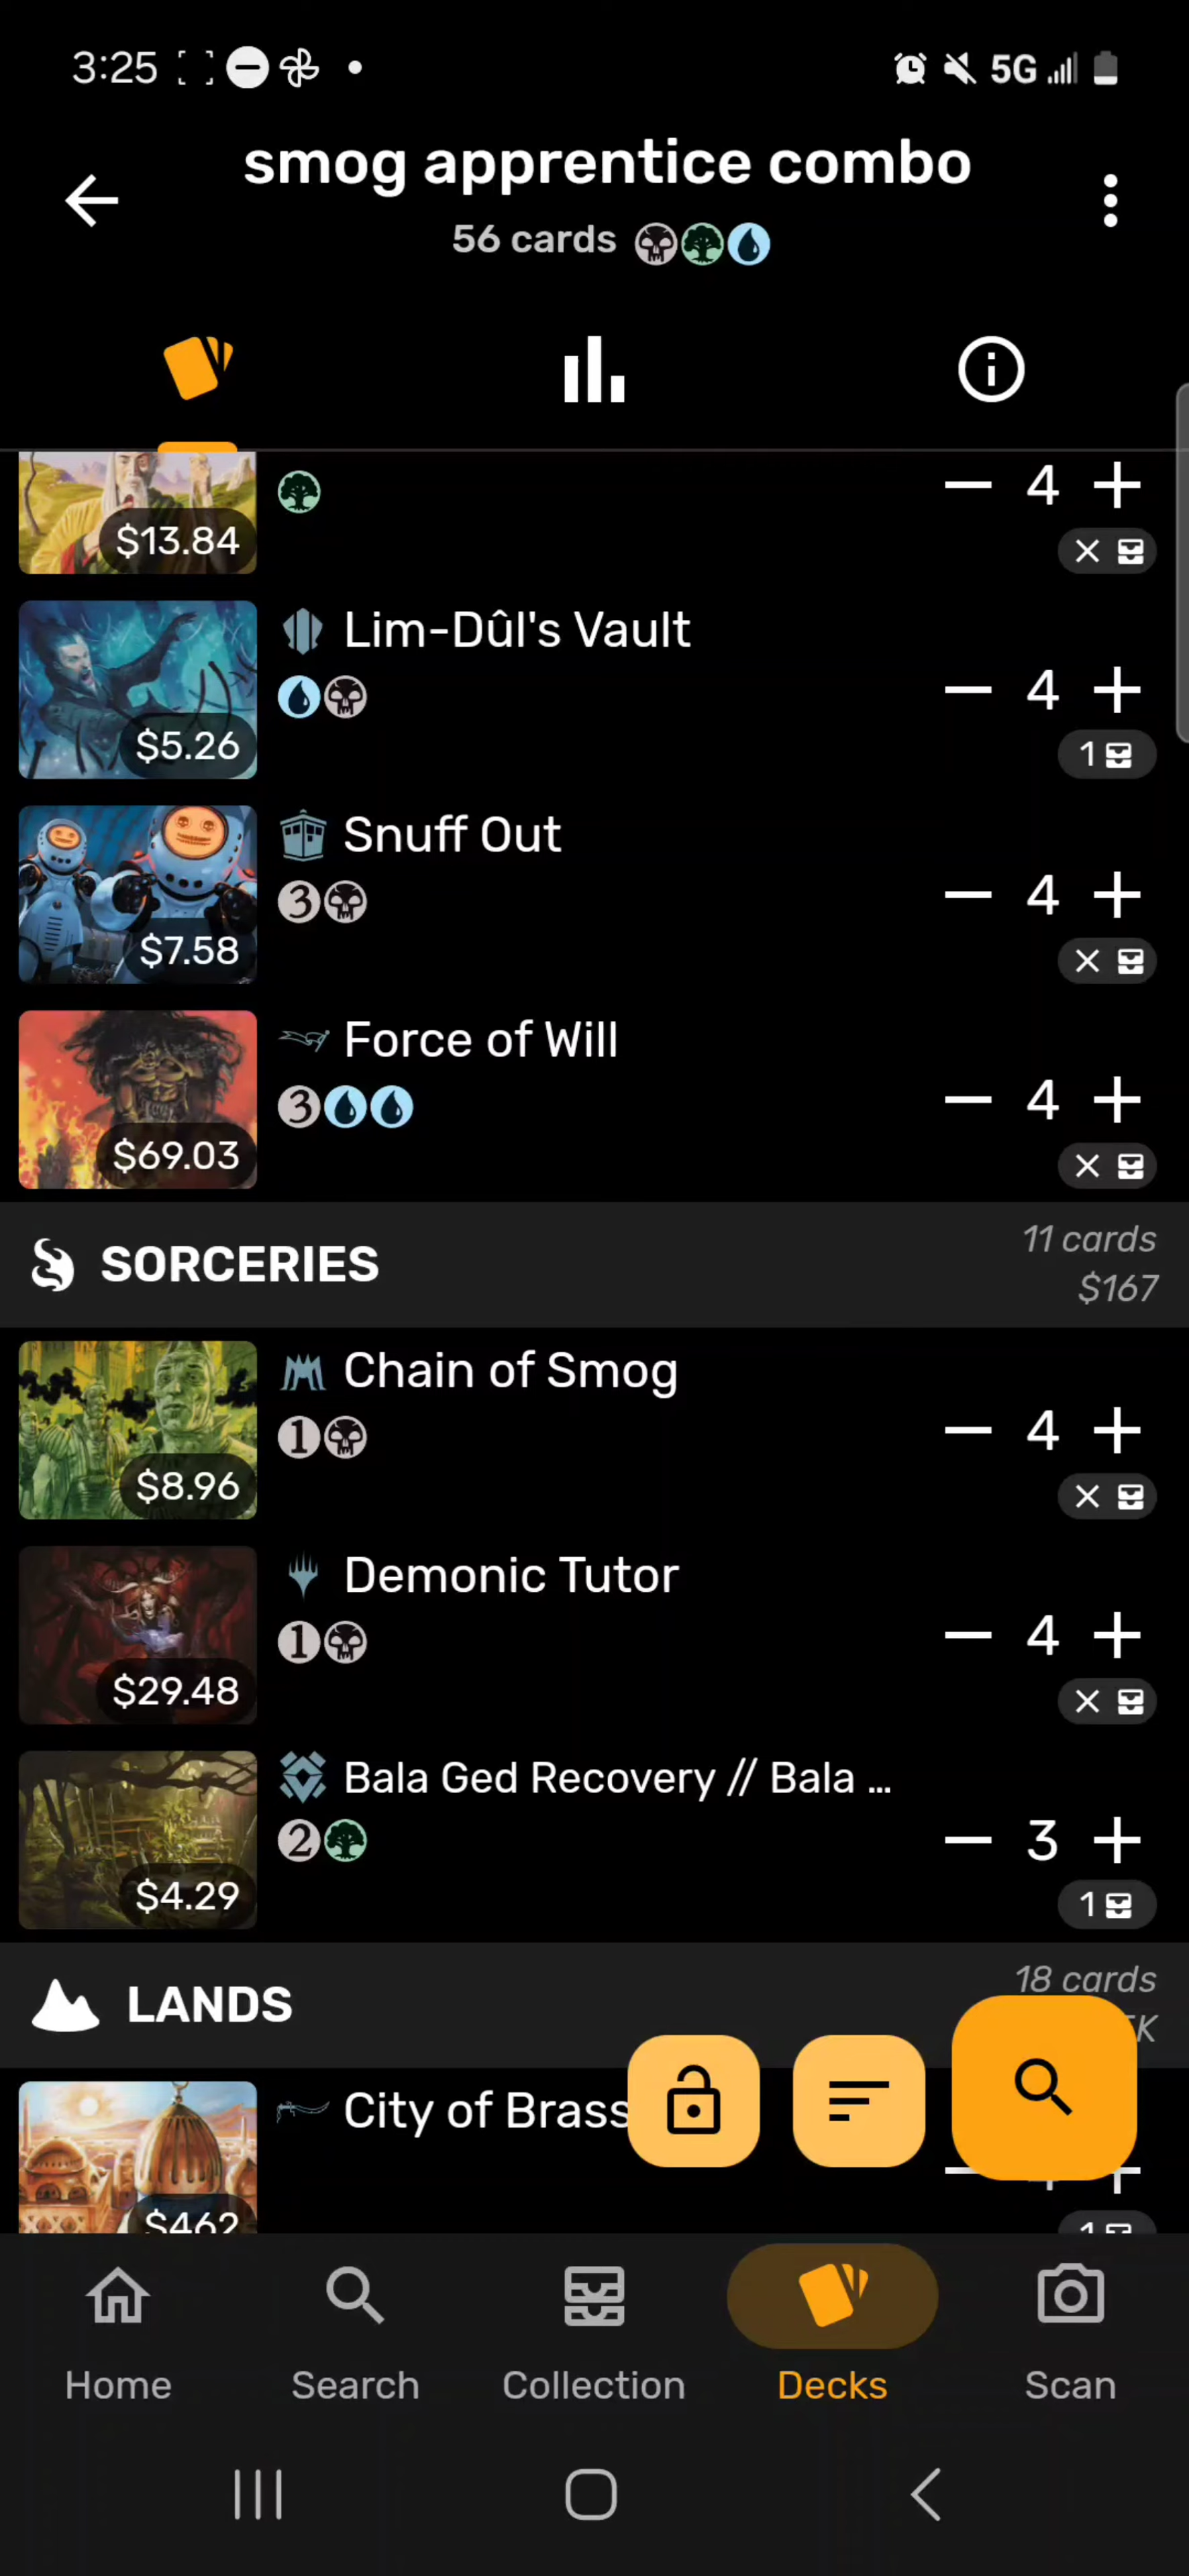 3:25 5G
smog apprentice combo
56 cards
$13.84
4
Lim-Dûl's Vault
$5.26
4
1
Snuff Out
3
$7.58
4
Force of Will
3
$69.03
4
SORCERIES
11 cards
$167
Chain of Smog
1
$8.96
4
Demonic Tutor
1
$29.48
4
Bala Ged Recovery // Bala ...
2
$4.29
3
1
LANDS
18 cards
K
City of Brass
$462
1
Home
Search
Collection
Decks
Scan